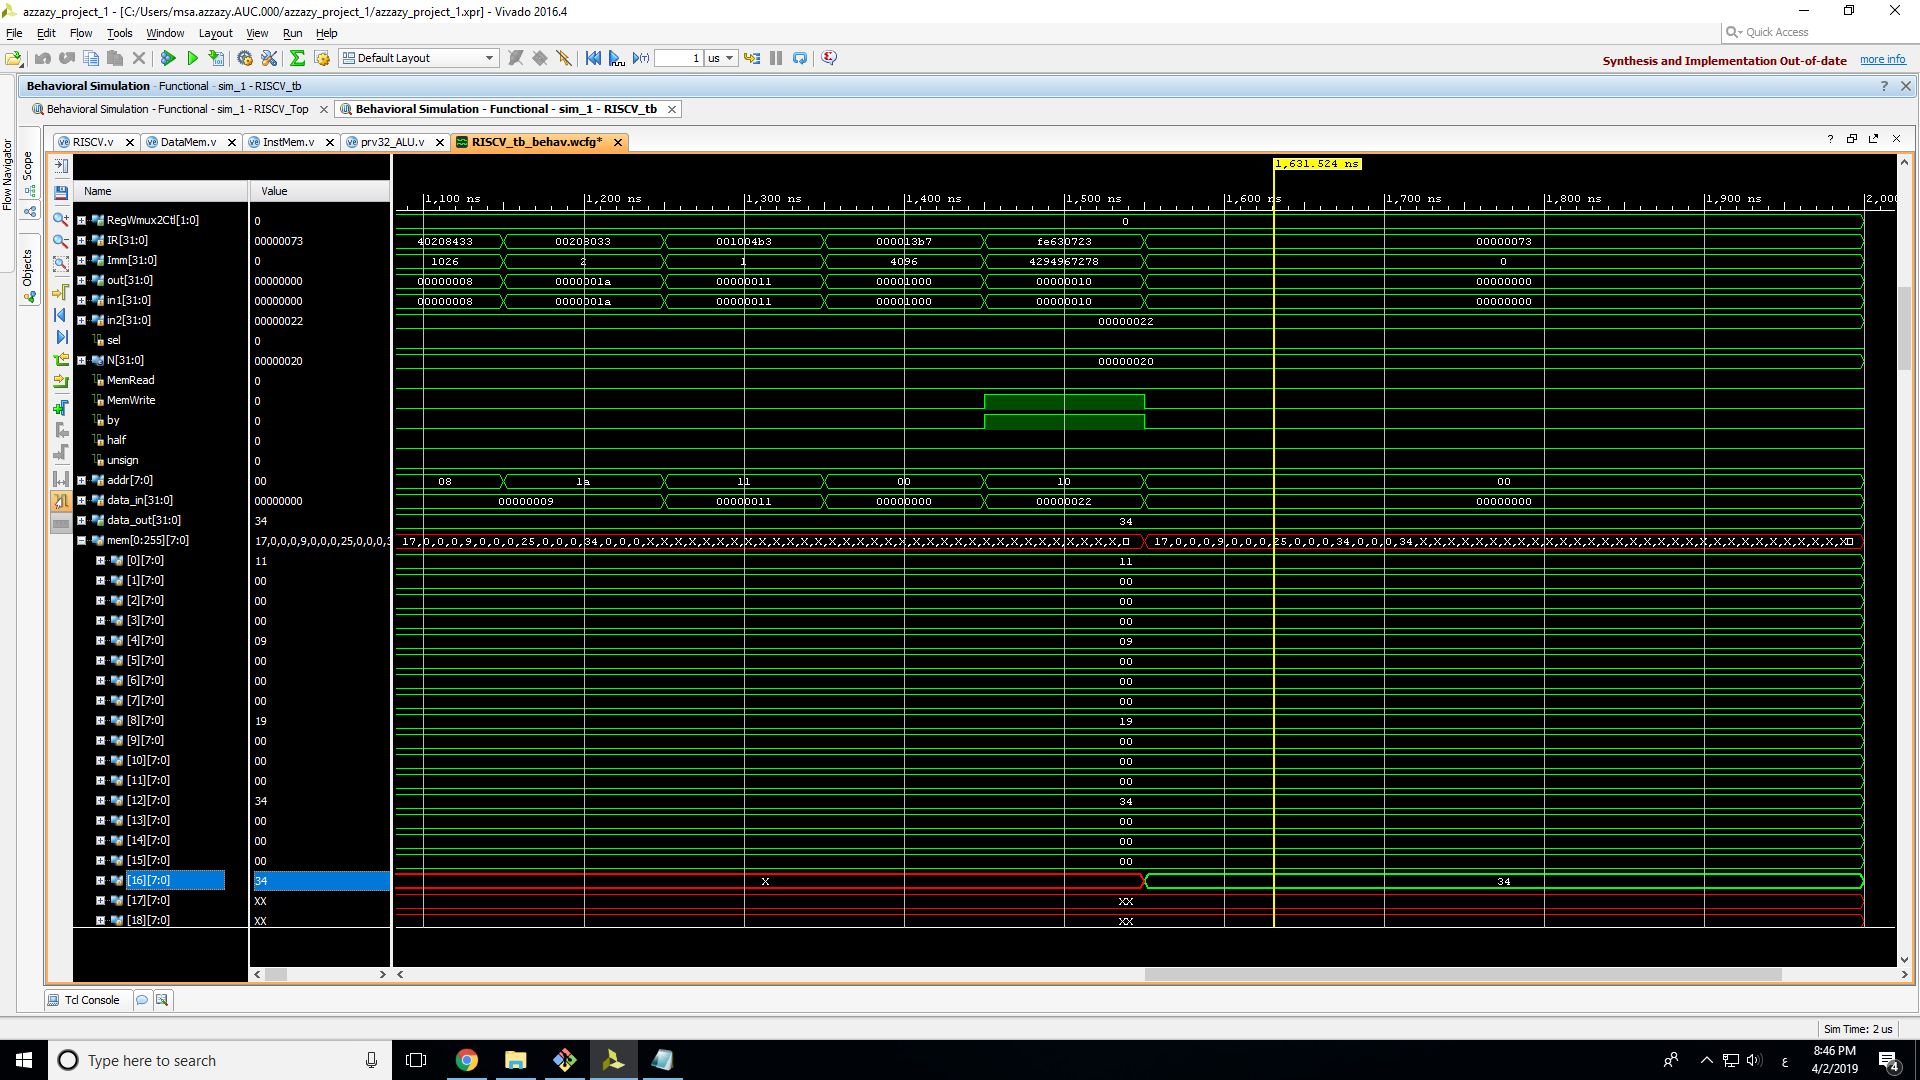 azzazy_project_1 - [C:/Users/msa.azzazy.AUC.000/azzazy_project_1/azzazy_project_1.xpr] - Vivado 2016.4
File Edit Flow Tools Window Layout View Run Help
Quick Access
Default Layout 1 us
Synthesis and Implementation Out-of-date more info
Behavioral Simulation - Functional - sim_1 - RISCV_tb
Behavioral Simulation - Functional - sim_1 - RISCV_Top
Behavioral Simulation - Functional - sim_1 - RISCV_tb
Flow Navigator
Scope
Objects
RISCV.v DataMem.v InstMem.v prv32_ALU.v RISCV_tb_behav.wcfg*
1,631.524 ns
Name Value
1,100 ns 1,200 ns 1,300 ns 1,400 ns 1,500 ns 1,600 ns 1,700 ns 1,800 ns 1,900 ns 2,000
RegWmux2Ctl[1:0] 0 0
IR[31:0] 00000073 40208433 00208033 001004b3 000013b7 fe630723 00000073
Imm[31:0] 0 1026 2 1 4096 4294967278 0
out[31:0] 00000000 00000008 0000001a 00000011 00001000 00000010 00000000
in1[31:0] 00000000 00000008 0000001a 00000011 00001000 00000010 00000000
in2[31:0] 00000022 00000022
sel 0
N[31:0] 00000020 00000020
MemRead 0
MemWrite 0
by 0
half 0
unsign 0
addr[7:0] 00 08 1a 11 00 10 00
data_in[31:0] 00000000 00000009 00000011 00000000 00000022 00000000
data_out[31:0] 34 34
mem[0:255][7:0] 17,0,0,0,9,0,0,0,25,0,0,0,3 17,0,0,0,9,0,0,0,25,0,0,0,34,0,0,0,X,X,X,X,X,X,X,X,X,X,X,X,X,X,X,X,X,X,X,X,X,X,X,X,X, 17,0,0,0,9,0,0,0,25,0,0,0,34,0,0,0,34,X,X,X,X,X,X,X,X,X,X,X,X,X,X,X,X,X,X,X,X,X,X,X,X,X
[0][7:0] 11 11
[1][7:0] 00 00
[2][7:0] 00 00
[3][7:0] 00 00
[4][7:0] 09 09
[5][7:0] 00 00
[6][7:0] 00 00
[7][7:0] 00 00
[8][7:0] 19 19
[9][7:0] 00 00
[10][7:0] 00 00
[11][7:0] 00 00
[12][7:0] 34 34
[13][7:0] 00 00
[14][7:0] 00 00
[15][7:0] 00 00
[16][7:0] 34 X 34
[17][7:0] XX XX
[18][7:0] XX XX
Tcl Console
Sim Time: 2 us
Type here to search
ع
8:46 PM
4/2/2019
4